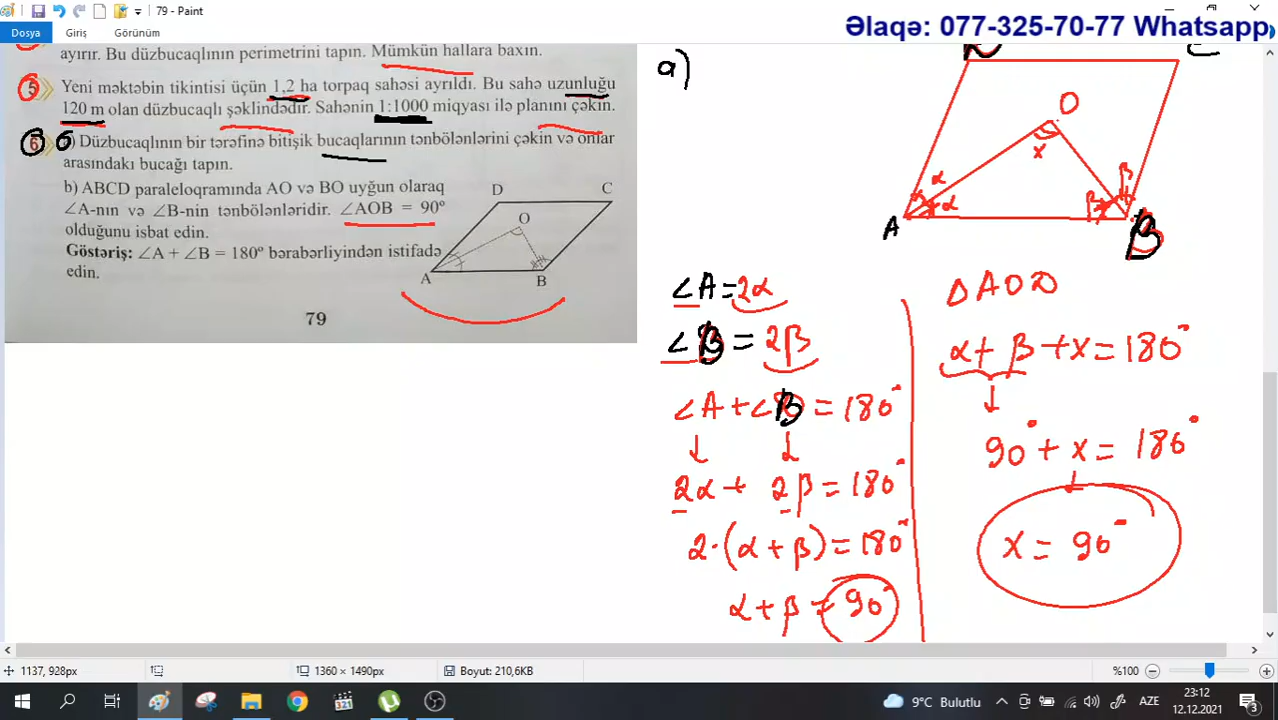 79 - Paint
Əlaqə: 077-325-70-77 Whatsapp
Dosya Giriş Görünüm
ayırır. Bu düzbucaqlının perimetrini tapın. Mümkün hallara baxın.
5 Yeni məktəbin tikintisi üçün 1,2 ha torpaq sahəsi ayrıldı. Bu sahə uzunluğu
120 m olan düzbucaqlı şəklindədir. Sahənin 1:1000 miqyası ilə planını çəkin.
6 Düzbucaqlının bir tərəfinə bitişik bucaqlarının tənbölənlərini çəkin və onlar
arasındakı bucağı tapın.
b) ABCD paraleloqramında AO və BO uyğun olaraq
∠A-nın və ∠B-nin tənbölənləridir. ∠AOB = 90º
olduğunu isbat edin.
Göstəriş: ∠A + ∠B = 180º bərabərliyindən istifadə
edin.
D C
O
A B
79
a)
O
x
α
α
β
β
A
B
∠A=2α
∠B = 2β
∠A+∠B = 180°
2α + 2β = 180°
2·(α+β)=180°
α+β = 90°
α+β+x=180°
90°+x= 180°
x= 90°
1137, 928px
1360 × 1490px
Boyut: 210,6KB
%100
9°C Bulutlu
AZE
23:12
12.12.2021
3